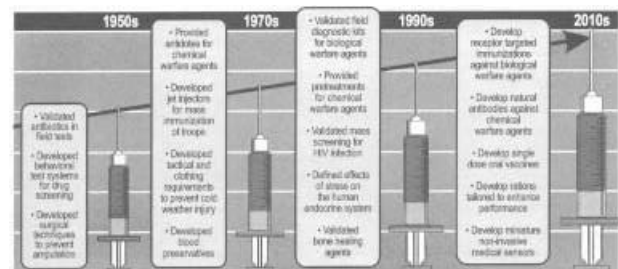 1950s
1970s
1990s
2010s
• Validated
antibiotics in
field tests
• Developed
behavioral
test systems
for drug
screening
• Developed
surgical
techniques
to prevent
amputation
• Provided
antidotes for
chemical
warfare agents
• Developed
jet injectors
for mass
immunization
of troops
• Developed
tactical and
clothing
requirements
to prevent cold
weather injury
• Developed
blood
preservatives
• Validated field
diagnostic kits
for biological
warfare agents
• Provided
pretreatments
for chemical
warfare agents
• Validated mass
screening for
HIV infection
• Defined effects
of stress on
the human
endocrine system
• Validated
bone healing
agents
• Develop
receptor targeted
immunizations
against biological
warfare agents
• Develop natural
antibodies against
chemical
warfare agents
• Develop single
dose oral vaccines
• Develop rations
tailored to enhance
performance
• Develop miniature
non-invasive
medical sensors